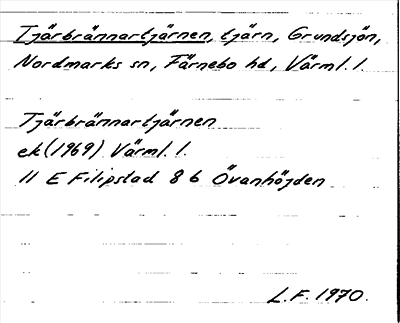 Tjärbrännartjärnen, tjärn, Grundsjön,
Nordmarks sn, Färnebo hd, Värml. l.
Tjärbrännartjärnen
ek (1969) Värml. l.
11 E Filipstad 8 b Övanhöjden
L.F. 1970.